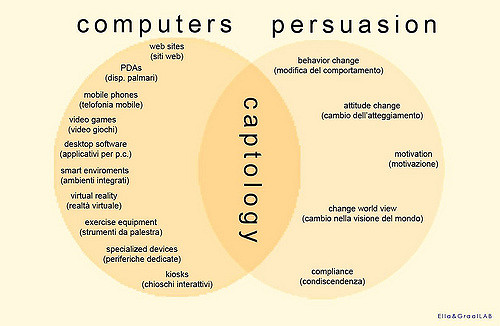 computers persuasion
web sites
(siti web)
PDAs
(disp. palmari)
mobile phones
(telofonia mobile)
video games
(video giochi)
desktop software
(applicativi per p.c.)
smart enviroments
(ambienti integrati)
virtual reality
(realtà virtuale)
exercise equipment
(strumenti da palestra)
specialized devices
(periferiche dedicate)
kiosks
(chioschi interattivi)
captology
behavior change
(modifica del comportamento)
attitude change
(cambio dell'atteggiamento)
motivation
(motivazione)
change world view
(cambio nella visione del mondo)
compliance
(condiscendenza)
Ella&GraalLAB